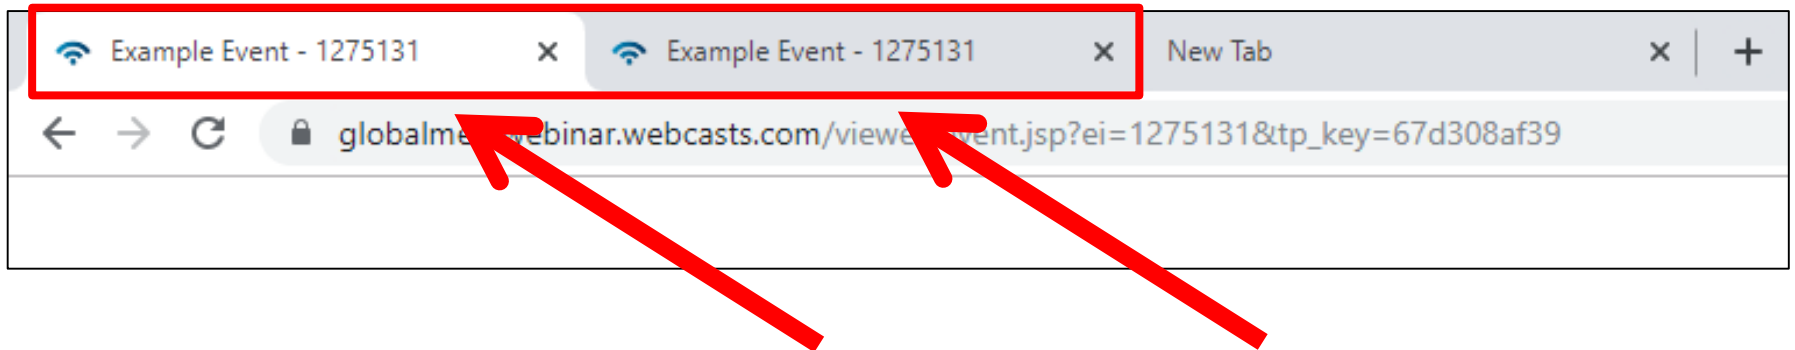 Example Event - 1275131 Example Event - 1275131 New Tab
globalme ebinar.webcasts.com/viewe ent.jsp?ei=1275131&tp_key=67d308af39